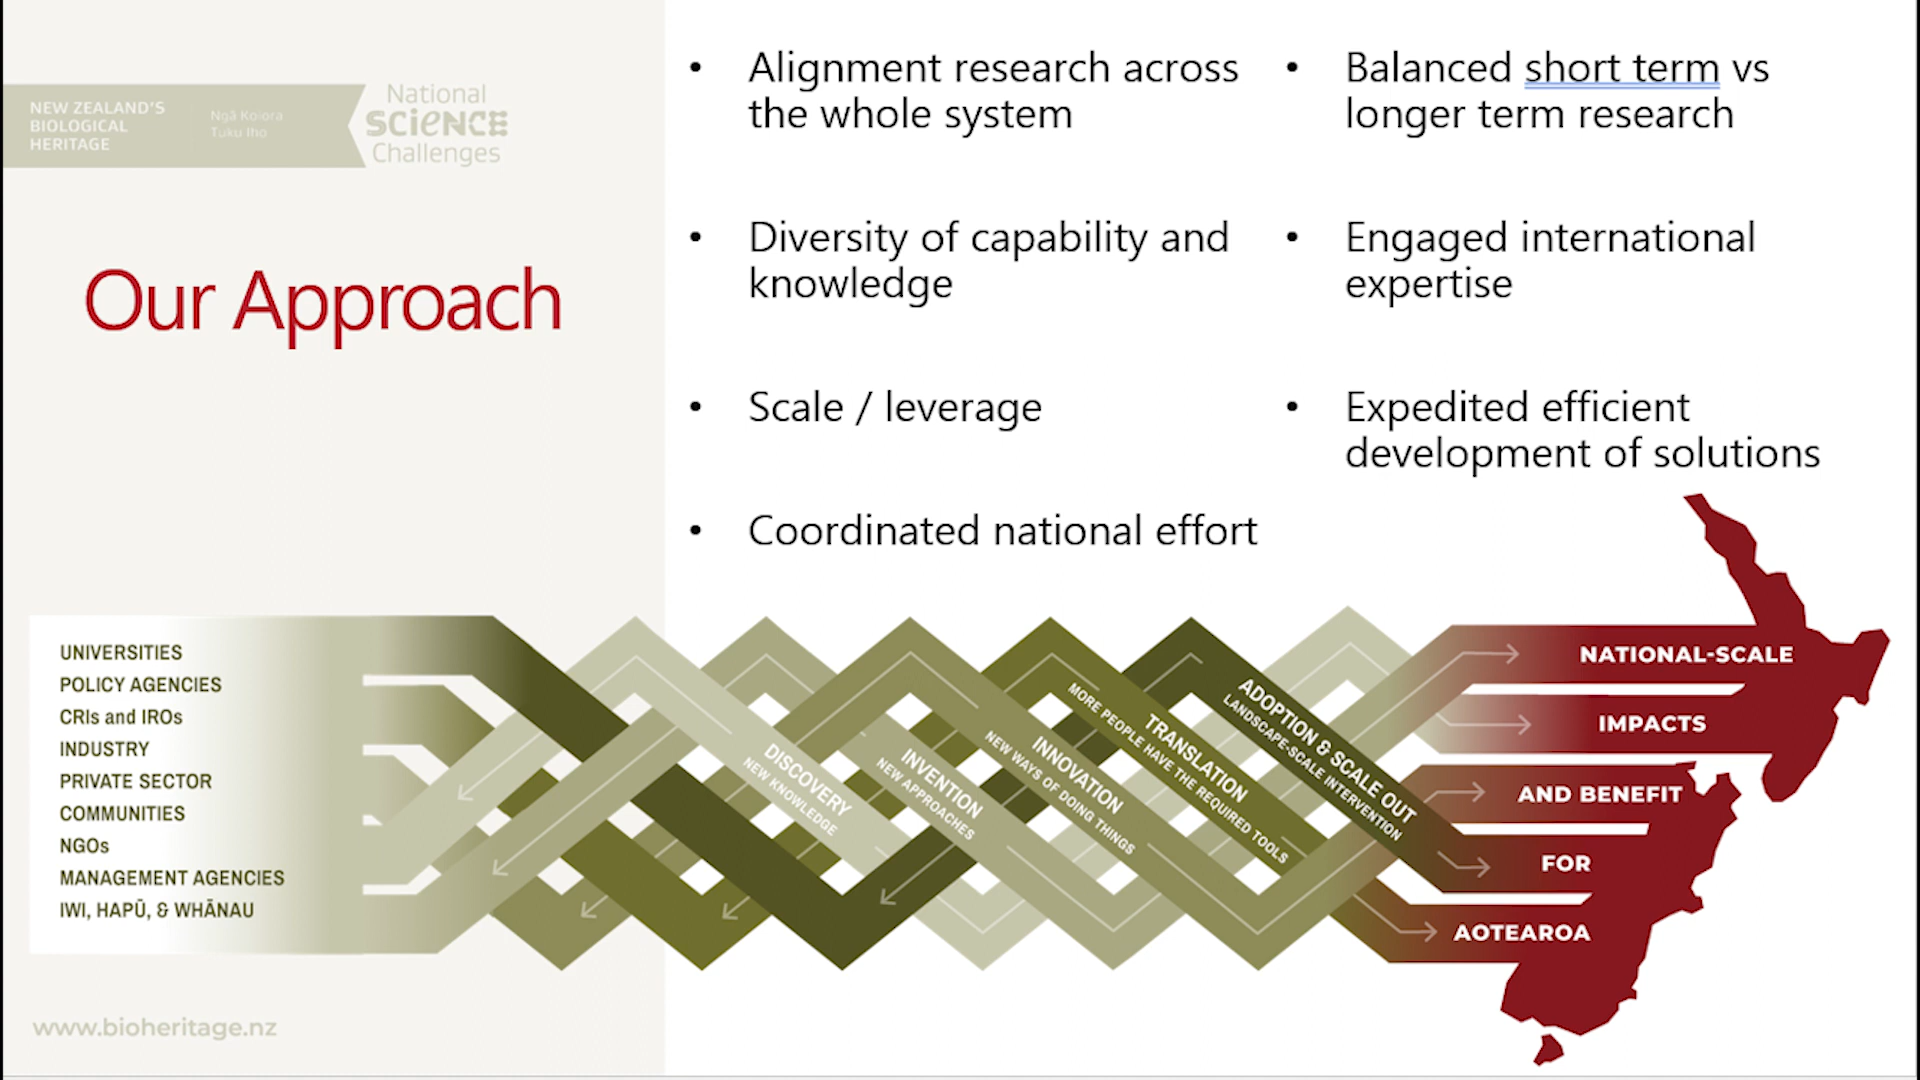 NEW ZEALAND'S
BIOLOGICAL
HERITAGE
Ngā Koiora
Tuku Iho
National
SCIENCE
Challenges
Our Approach
• Alignment research across
the whole system
• Diversity of capability and
knowledge
• Scale / leverage
• Coordinated national effort
• Balanced short term vs
longer term research
• Engaged international
expertise
• Expedited efficient
development of solutions
UNIVERSITIES
POLICY AGENCIES
CRIs and IROs
INDUSTRY
PRIVATE SECTOR
COMMUNITIES
NGOs
MANAGEMENT AGENCIES
IWI, HAPŪ, & WHĀNAU
DISCOVERY
NEW KNOWLEDGE
INVENTION
NEW APPROACHES
INNOVATION
NEW WAYS OF DOING THINGS
TRANSLATION
MORE PEOPLE HAVE THE REQUIRED TOOLS
ADOPTION & SCALE OUT
LANDSCAPE-SCALE INTERVENTION
NATIONAL-SCALE
IMPACTS
AND BENEFIT
FOR
AOTEAROA
www.bioheritage.nz